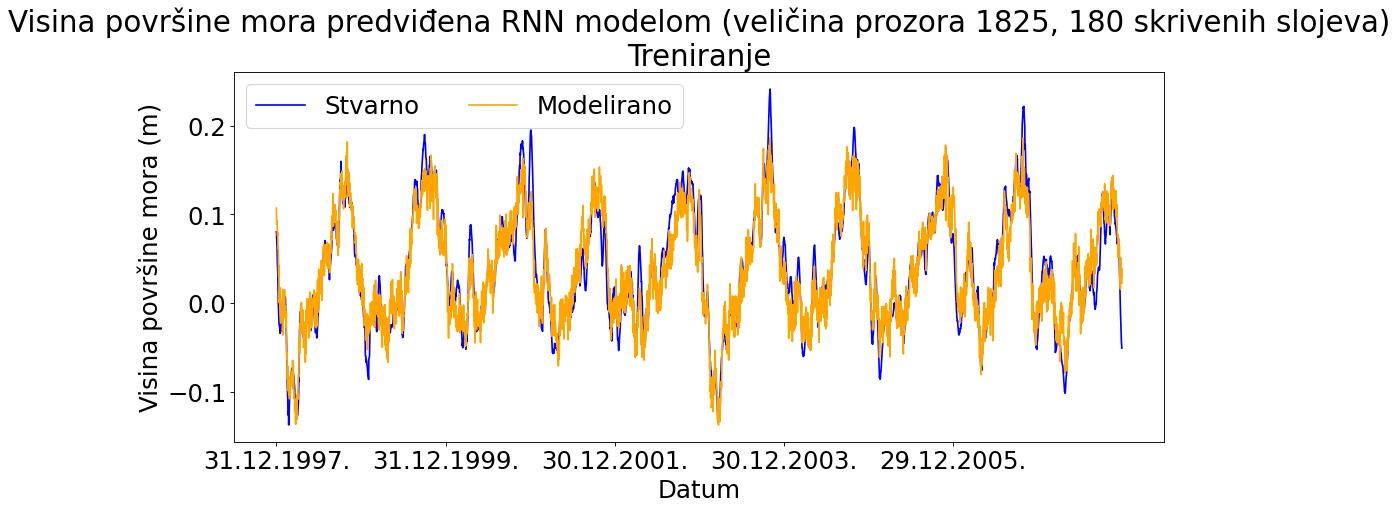 Visina površine mora predviđena RNN modelom (veličina prozora 1825, 180 skrivenih slojeva)
Treniranje
Stvarno
Modelirano
Visina površine mora (m)
0.2
0.1
0.0
−0.1
31.12.1997.
31.12.1999.
30.12.2001.
30.12.2003.
29.12.2005.
Datum